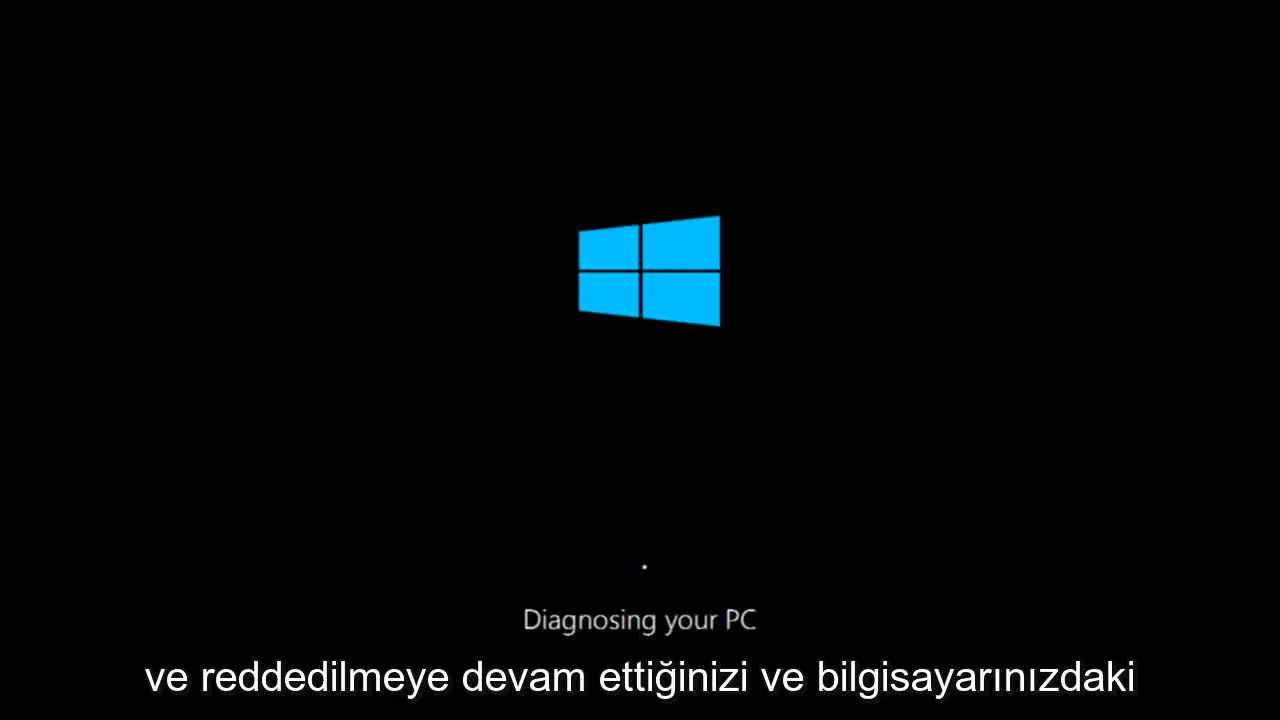 Diagnosing your PC
ve reddedilmeye devam ettiğinizi ve bilgisayarınızdaki